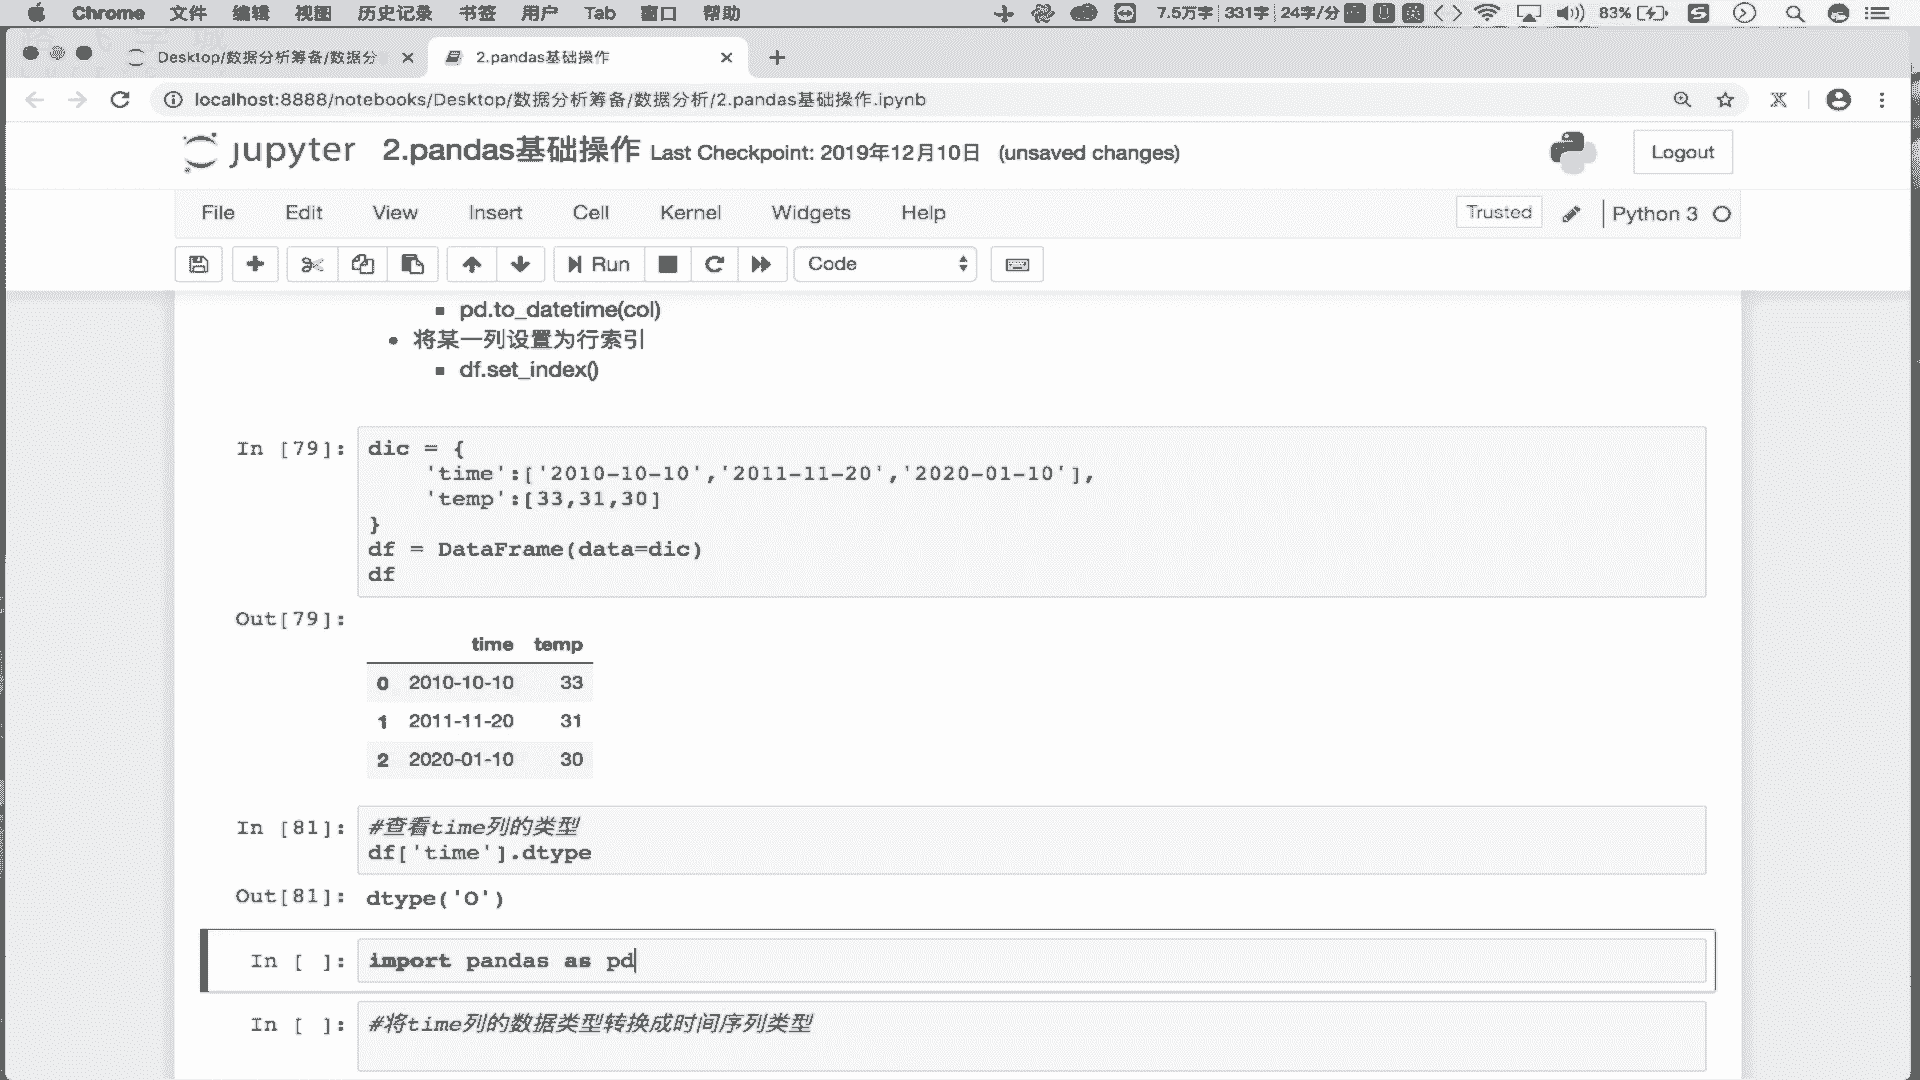 Chrome 文件 编辑 视图 历史记录 书签 用户 Tab 窗口 帮助 7.5万字 331字 24字/分 83%
Desktop/数据分析筹备/数据分 2.pandas基础操作
localhost:8888/notebooks/Desktop/数据分析筹备/数据分析/2.pandas基础操作.ipynb
jupyter 2.pandas基础操作 Last Checkpoint: 2019年12月10日 (unsaved changes) Logout
File Edit View Insert Cell Kernel Widgets Help Trusted Python 3
Run Code
pd.to_datetime(col)
将某一列设置为行索引
df.set_index()
In [79]: dic = {
'time':['2010-10-10','2011-11-20','2020-01-10'],
'temp':[33,31,30]
}
df = DataFrame(data=dic)
df
Out[79]:
time temp
0 2010-10-10 33
1 2011-11-20 31
2 2020-01-10 30
In [81]: #查看time列的类型
df['time'].dtype
Out[81]: dtype('O')
In [ ]: import pandas as pd
In [ ]: #将time列的数据类型转换成时间序列类型